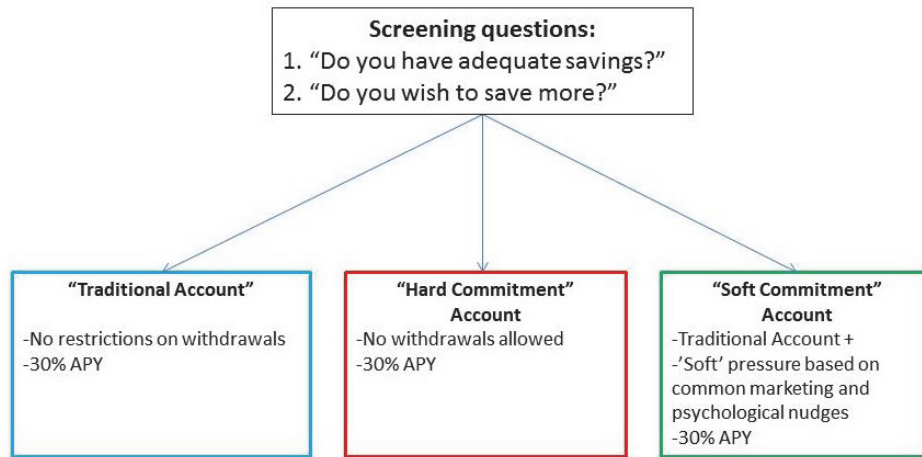 Screening questions:
1. “Do you have adequate savings?”
2. “Do you wish to save more?”
“Traditional Account”
-No restrictions on withdrawals
-30% APY
“Hard Commitment”
Account
-No withdrawals allowed
-30% APY
“Soft Commitment”
Account
-Traditional Account +
-’Soft’ pressure based on
common marketing and
psychological nudges
-30% APY